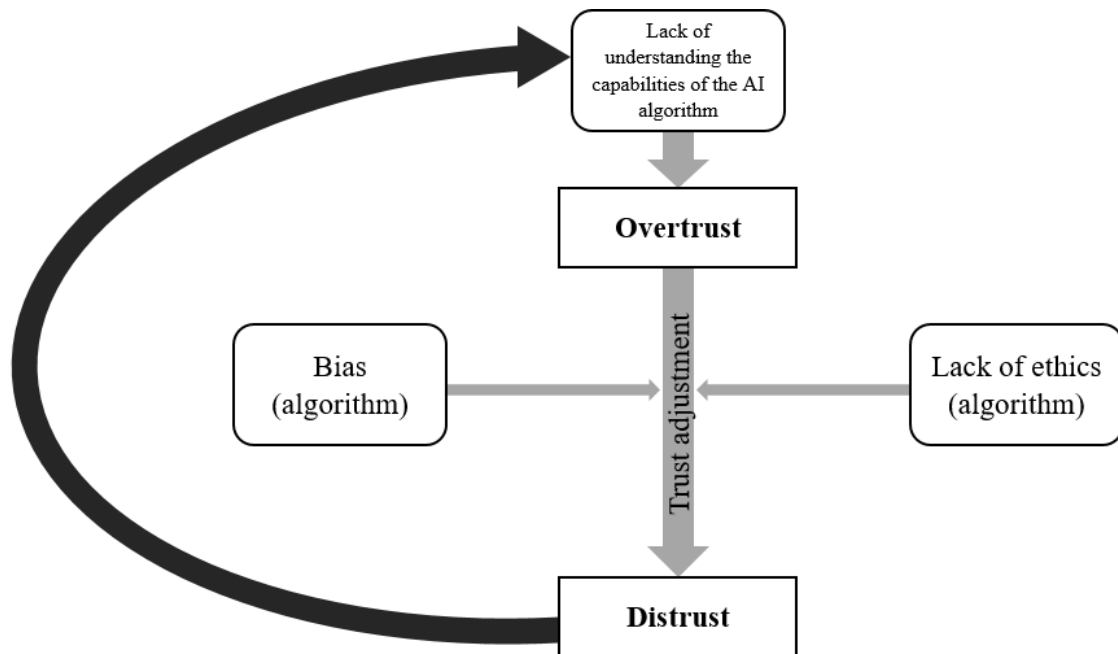 Lack of
understanding the
capabilities of the AI
algorithm
Overtrust
Bias
(algorithm)
Trust adjustment
Lack of ethics
(algorithm)
Distrust